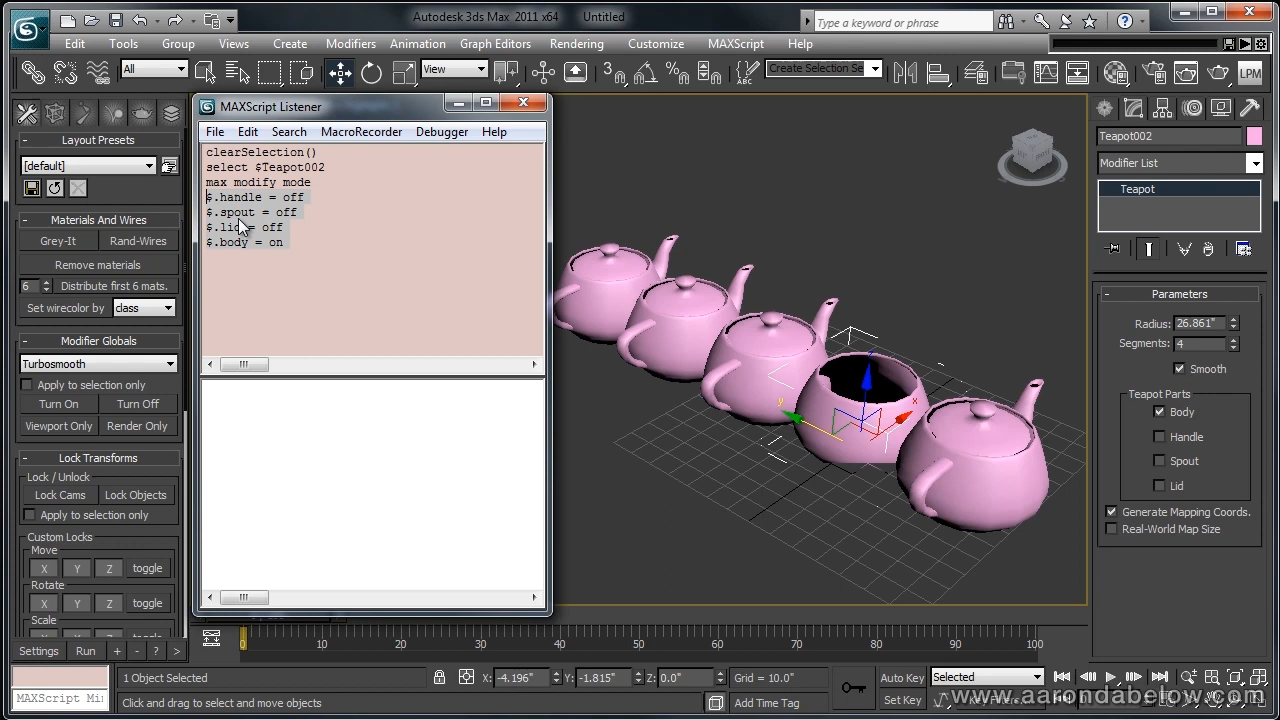 Autodesk 3ds Max 2011 x64 Untitled
Type a keyword or phrase
Edit Tools Group Views Create Modifiers Animation Graph Editors Rendering Customize MAXScript Help
All
View
3
Create Selection Se
LPM
Layout Presets
[default]
Materials And Wires
Grey-It Rand-Wires
Remove materials
6 Distribute first 6 mats.
Set wirecolor by class
Modifier Globals
Turbosmooth
Apply to selection only
Turn On Turn Off
Viewport Only Render Only
Lock Transforms
Lock / Unlock
Lock Cams Lock Objects
Apply to selection only
Custom Locks
Move
X Y Z toggle
Rotate
X Y Z toggle
Scale
Settings Run + - ? >
MAXScript Listener
File Edit Search MacroRecorder Debugger Help
clearSelection()
select $Teapot002
max modify mode
$.handle = off
$.spout = off
$.lid = off
$.body = on
z
y
x
Teapot002
Modifier List
Teapot
Parameters
Radius: 26.861"
Segments: 4
Smooth
Teapot Parts
Body
Handle
Spout
Lid
Generate Mapping Coords.
Real-World Map Size
0 10 20 30 40 50 60 70 80 90 100
1 Object Selected X: -4.196" Y: -1.815" Z: 0.0" Grid = 10.0" Auto Key Selected
MAXScript Mi
Click and drag to select and move objects Add Time Tag Set Key
www.aarondabelow.com